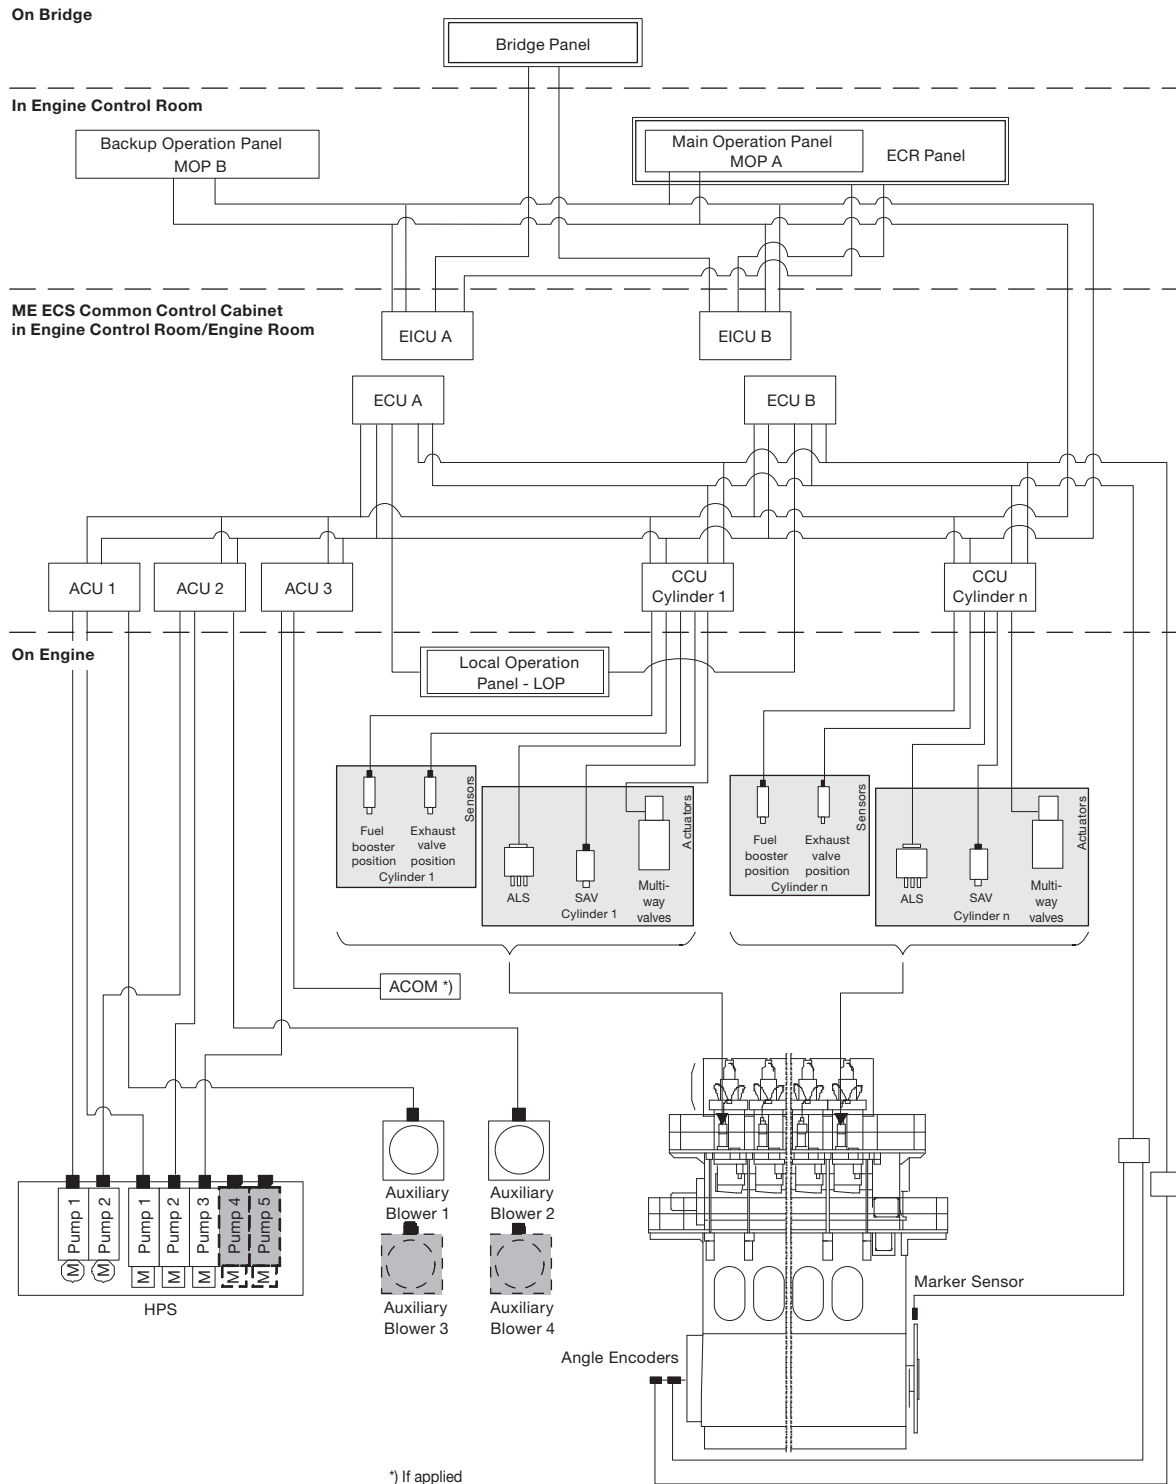 On Bridge
Bridge Panel
In Engine Control Room
Backup Operation Panel
MOP B
Main Operation Panel
MOP A
ECR Panel
ME ECS Common Control Cabinet
in Engine Control Room/Engine Room
EICU A
EICU B
ECU A
ECU B
ACU 1
ACU 2
ACU 3
CCU
Cylinder 1
CCU
Cylinder n
On Engine
Local Operation
Panel - LOP
Fuel
booster
position
Exhaust
valve
position
Cylinder 1
Sensors
ALS
SAV
Cylinder 1
Multi-
way
valves
Actuators
Fuel
booster
position
Exhaust
valve
position
Cylinder n
Sensors
ALS
SAV
Cylinder n
Multi-
way
valves
Actuators
ACOM *)
Pump 1
M
Pump 2
M
Pump 1
M
Pump 2
M
Pump 3
M
Pump 4
M
Pump 5
M
HPS
Auxiliary
Blower 1
Auxiliary
Blower 2
Auxiliary
Blower 3
Auxiliary
Blower 4
Marker Sensor
Angle Encoders
*) If applied